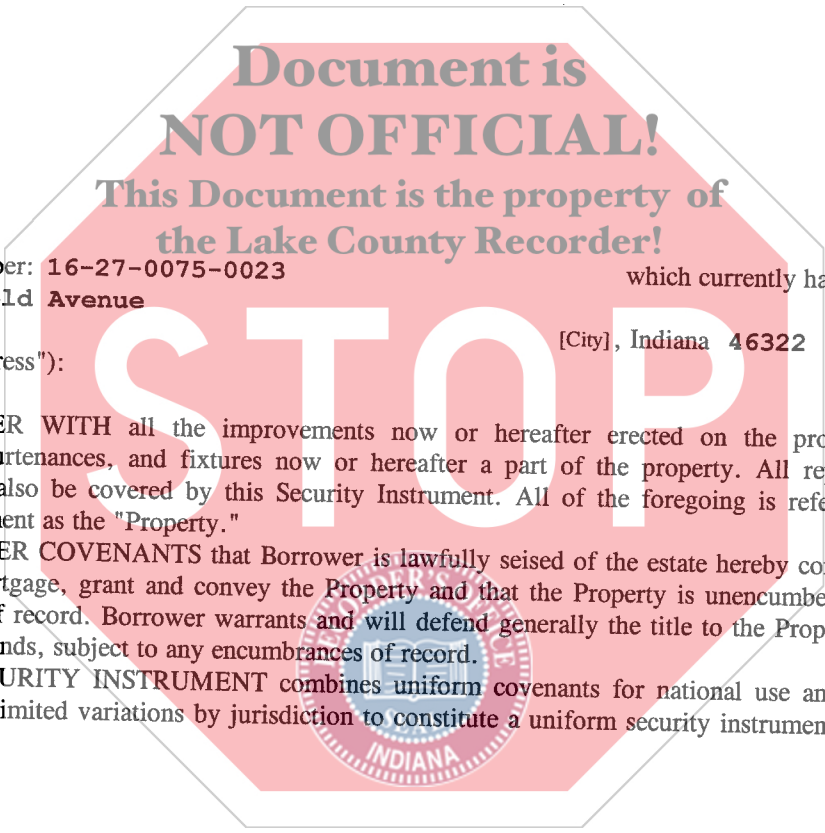 Document is
NOT OFFICIAL!
This Document is the property of
the Lake County Recorder!
er: 16-27-0075-0023 which currently ha
ld Avenue
STOP
[City], Indiana 46322
ress"):
ER WITH all the improvements now or hereafter erected on the pro
rtenances, and fixtures now or hereafter a part of the property. All re
also be covered by this Security Instrument. All of the foregoing is refe
ent as the "Property."
ER COVENANTS that Borrower is lawfully seised of the estate hereby co
tgage, grant and convey the Property and that the Property is unencumbe
f record. Borrower warrants and will defend generally the title to the Prop
nds, subject to any encumbrances of record.
URITY INSTRUMENT combines uniform covenants for national use an
imited variations by jurisdiction to constitute a uniform security instrumen
RECORDER'S OFFICE
SEAL
INDIANA